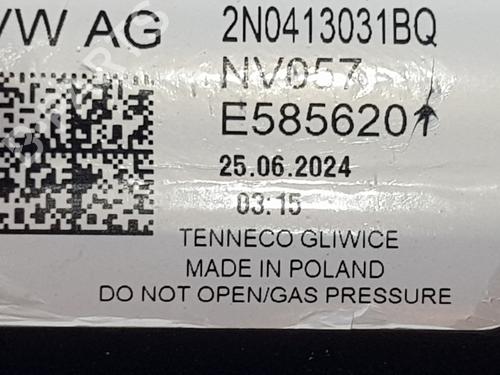 VW AG 2N0413031BQ
NV057
E5856201
25.06.2024
03.15
TENNECO GLIWICE
MADE IN POLAND
DO NOT OPEN/GAS PRESSURE